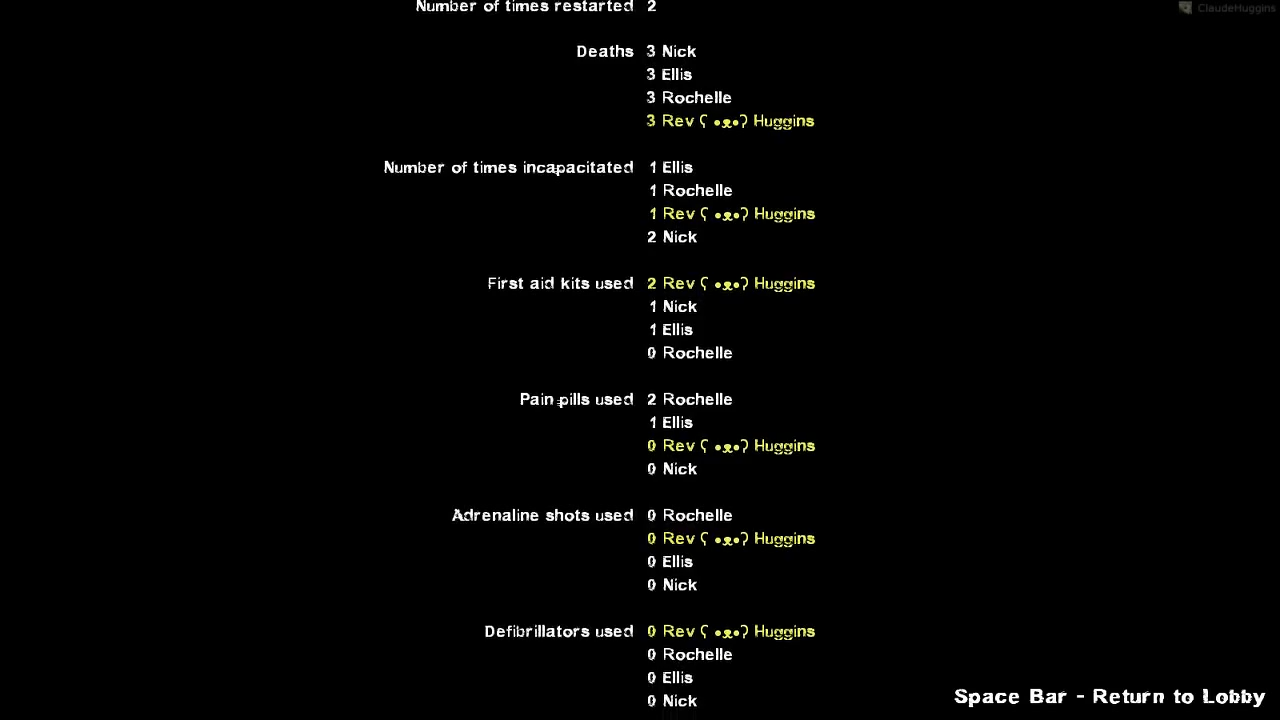 Number of times restarted 2
ClaudeHuggins
Deaths 3 Nick
3 Ellis
3 Rochelle
3 Rev ʕ •ᴥ•ʔ Huggins
Number of times incapacitated 1 Ellis
1 Rochelle
1 Rev ʕ •ᴥ•ʔ Huggins
2 Nick
First aid kits used 2 Rev ʕ •ᴥ•ʔ Huggins
1 Nick
1 Ellis
0 Rochelle
Pain pills used 2 Rochelle
1 Ellis
0 Rev ʕ •ᴥ•ʔ Huggins
0 Nick
Adrenaline shots used 0 Rochelle
0 Rev ʕ •ᴥ•ʔ Huggins
0 Ellis
0 Nick
Defibrillators used 0 Rev ʕ •ᴥ•ʔ Huggins
0 Rochelle
0 Ellis
0 Nick
Space Bar - Return to Lobby